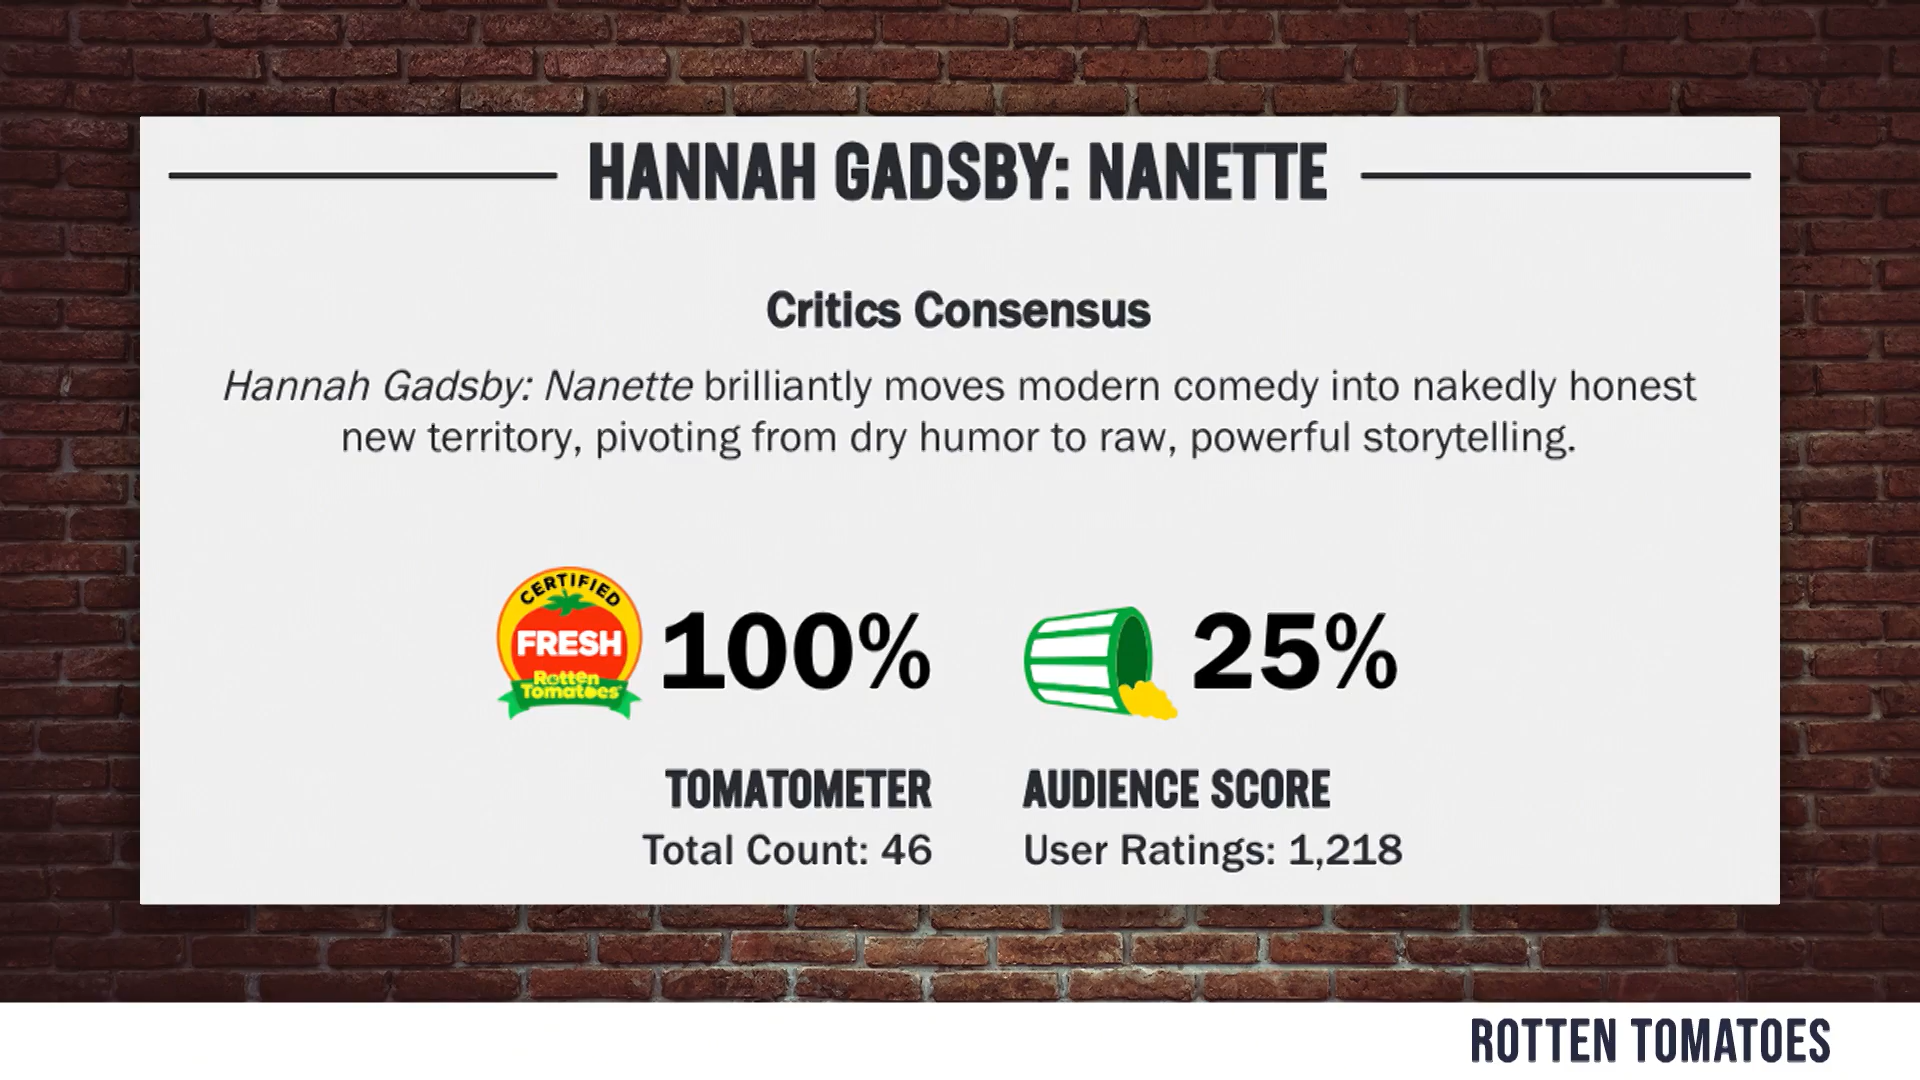 HANNAH GADSBY: NANETTE
Critics Consensus
Hannah Gadsby: Nanette brilliantly moves modern comedy into nakedly honest
new territory, pivoting from dry humor to raw, powerful storytelling.
CERTIFIED
FRESH
Rotten
Tomatoes
100%
25%
TOMATOMETER
AUDIENCE SCORE
Total Count: 46
User Ratings: 1,218
ROTTEN TOMATOES